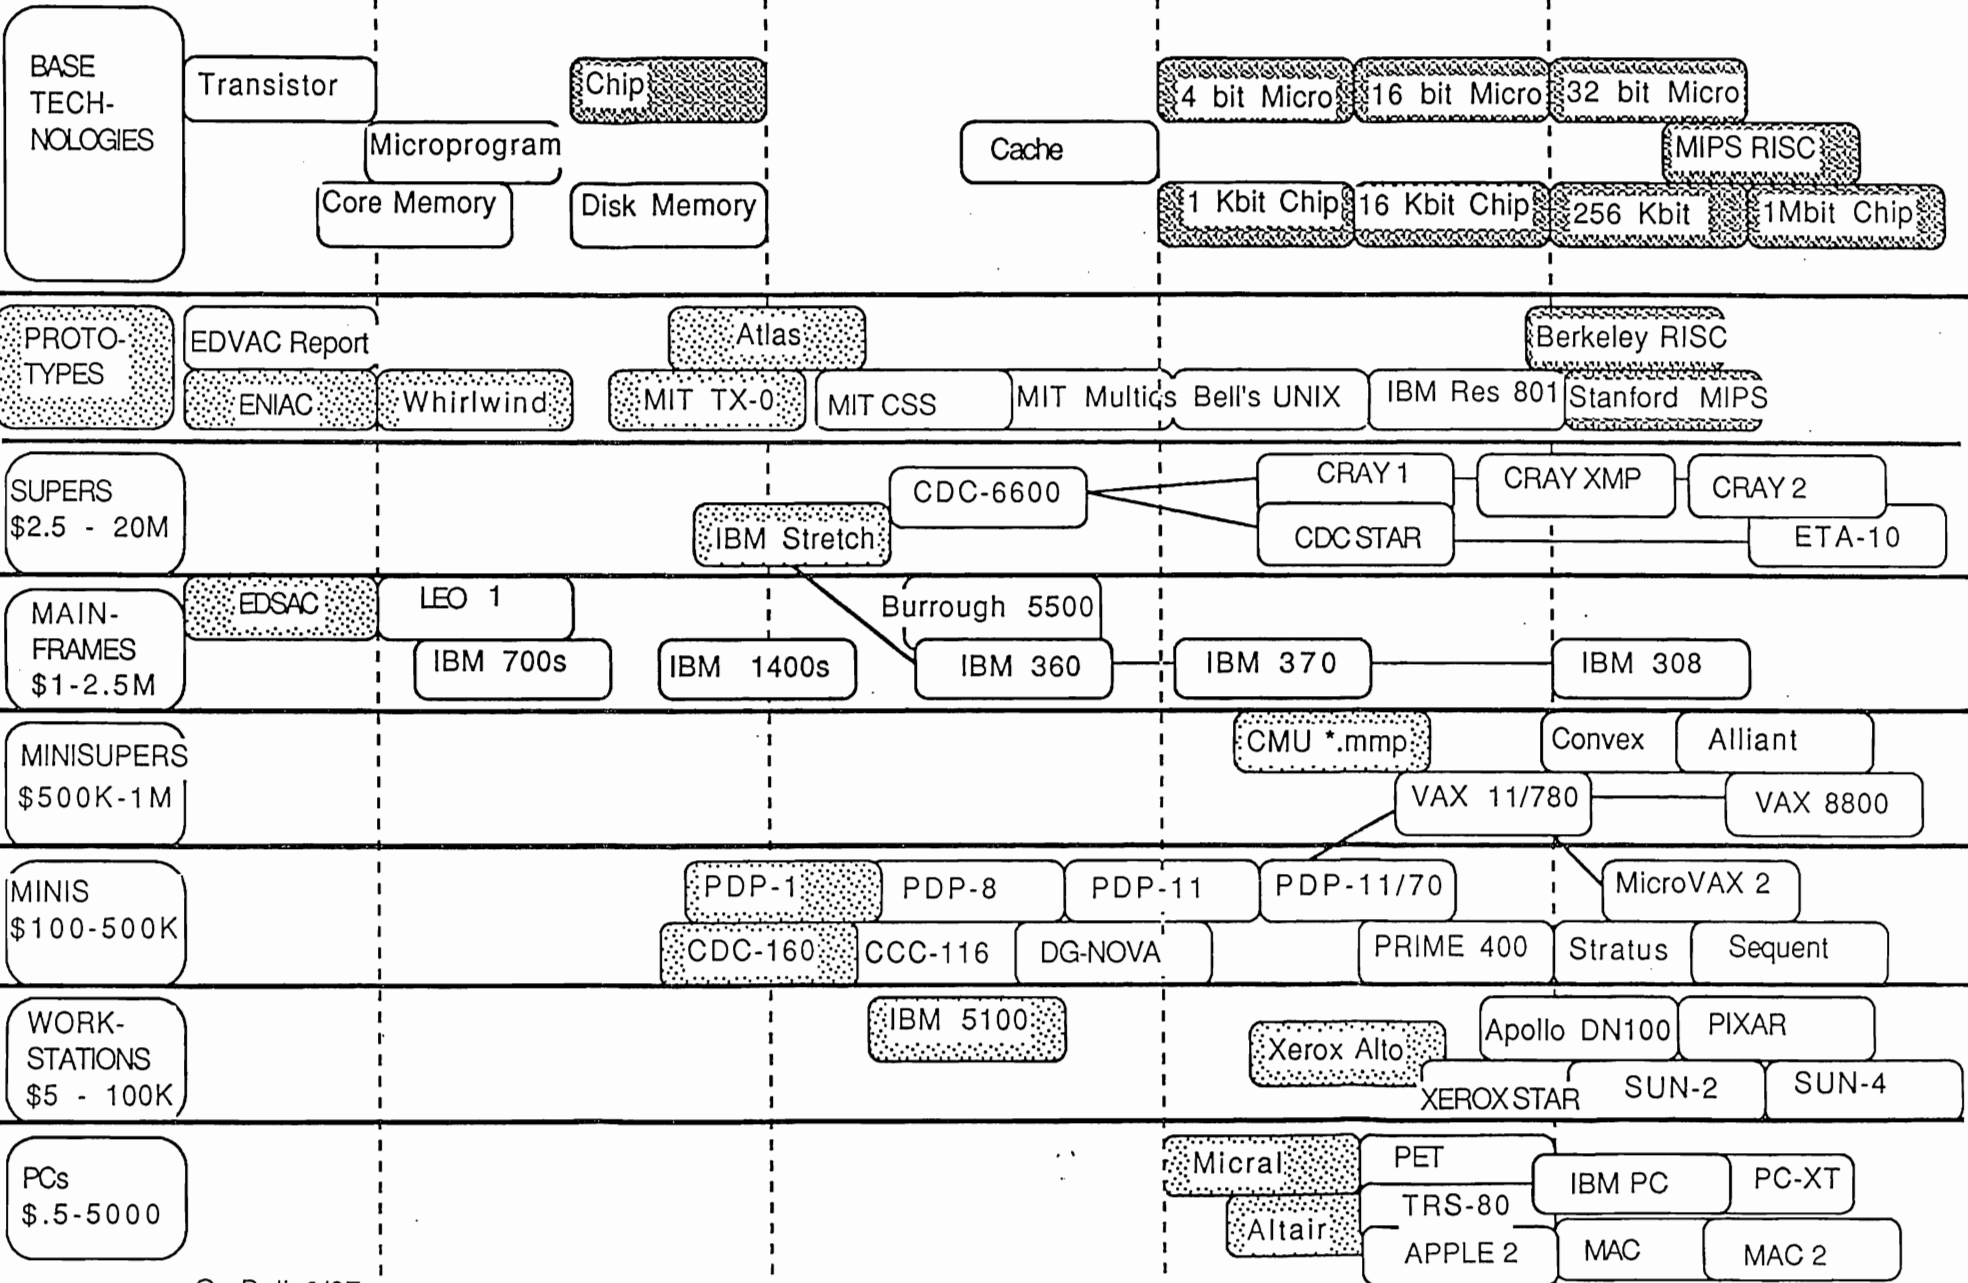 BASE
TECH-
NOLOGIES
Transistor
Chip
4 bit Micro
16 bit Micro
32 bit Micro
Microprogram
Cache
MIPS RISC
Core Memory
Disk Memory
1 Kbit Chip
16 Kbit Chip
256 Kbit
1Mbit Chip
PROTO-
TYPES
EDVAC Report
Atlas
Berkeley RISC
ENIAC
Whirlwind
MIT TX-0
MIT CSS
MIT Multics
Bell's UNIX
IBM Res 801
Stanford MIPS
SUPERS
$2.5 - 20M
CDC-6600
CRAY 1
CRAY XMP
CRAY 2
IBM Stretch
CDC STAR
ETA-10
MAIN-
FRAMES
$1-2.5M
EDSAC
LEO 1
Burrough 5500
IBM 700s
IBM 1400s
IBM 360
IBM 370
IBM 308
MINISUPERS
$500K-1M
CMU *.mmp
Convex
Alliant
VAX 11/780
VAX 8800
MINIS
$100-500K
PDP-1
PDP-8
PDP-11
PDP-11/70
MicroVAX 2
CDC-160
CCC-116
DG-NOVA
PRIME 400
Stratus
Sequent
WORK-
STATIONS
$5 - 100K
IBM 5100
Xerox Alto
Apollo DN100
PIXAR
XEROX STAR
SUN-2
SUN-4
PCs
$.5-5000
Micral
PET
IBM PC
PC-XT
Altair
TRS-80
APPLE 2
MAC
MAC 2